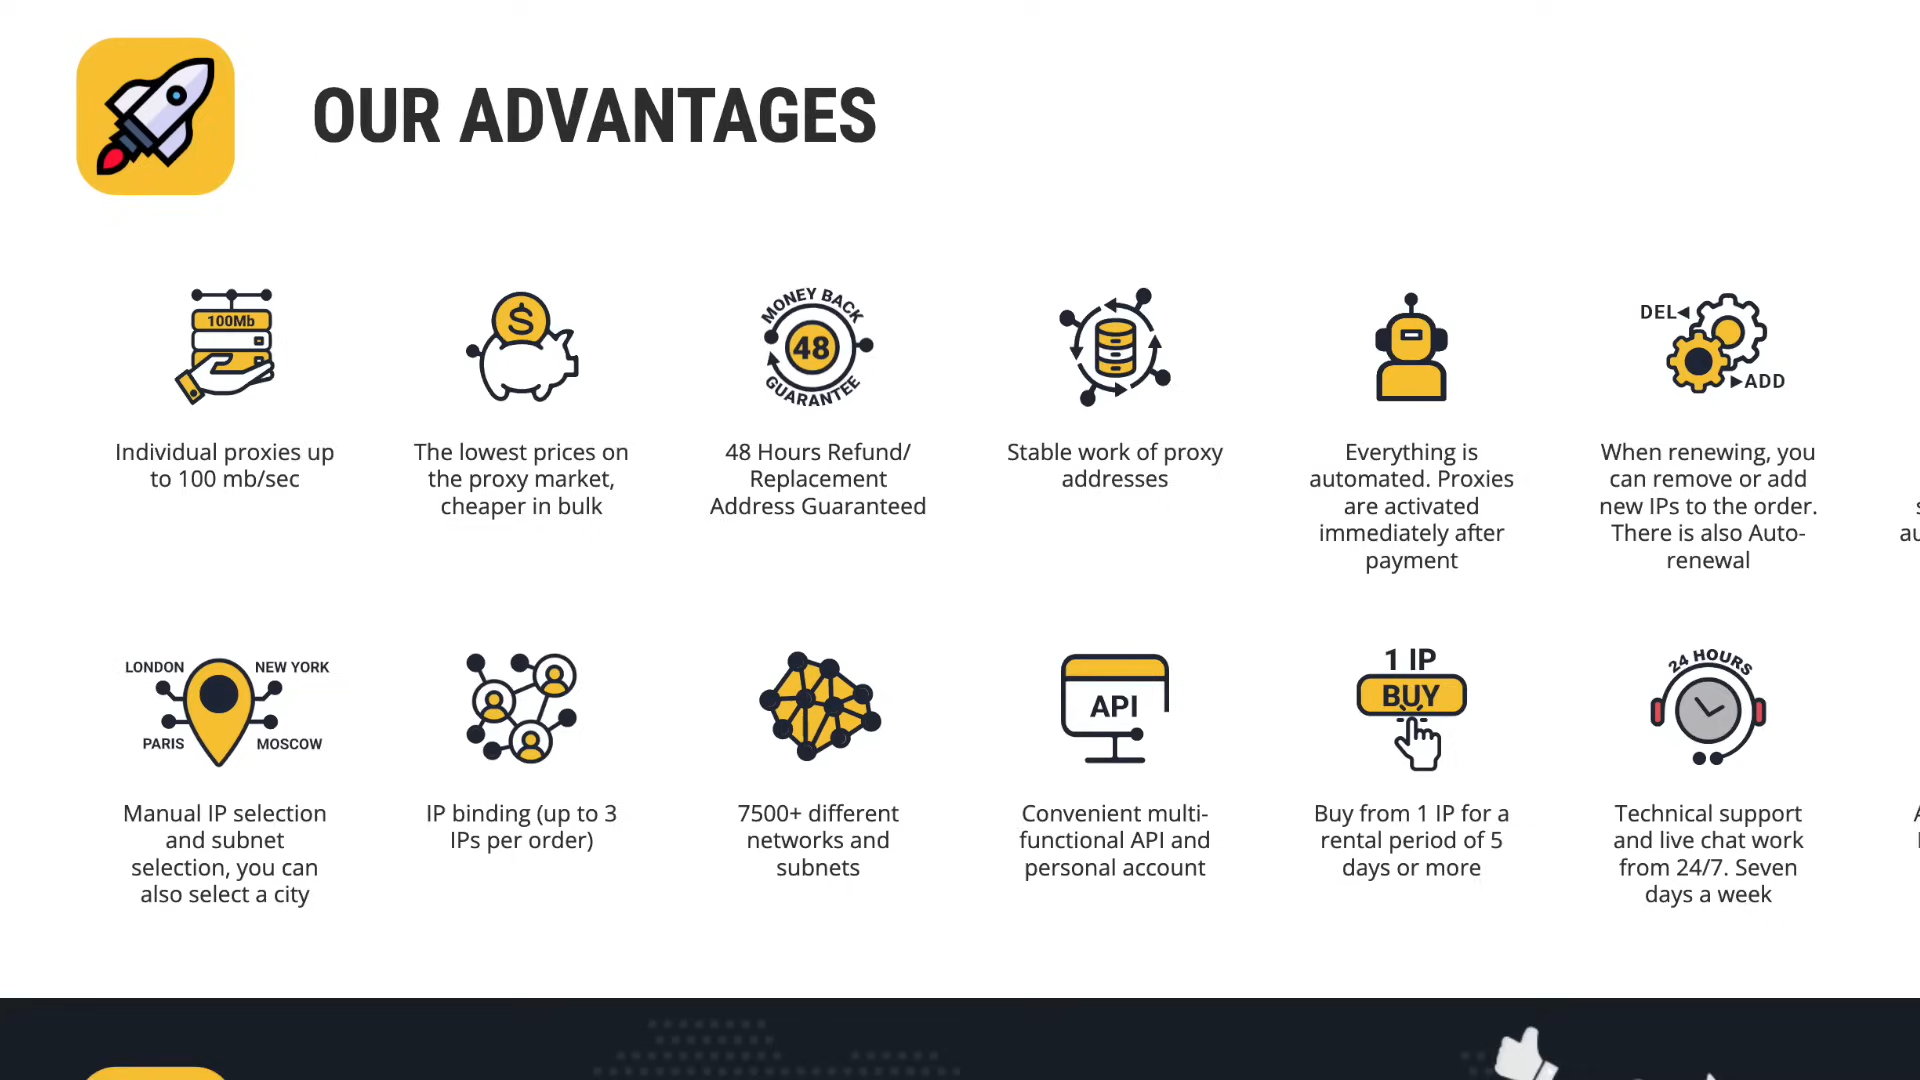 OUR ADVANTAGES
100Mb
$
MONEY BACK
48
GUARANTEE
DEL
ADD
Individual proxies up
to 100 mb/sec
The lowest prices on
the proxy market,
cheaper in bulk
48 Hours Refund/
Replacement
Address Guaranteed
Stable work of proxy
addresses
Everything is
automated. Proxies
are activated
immediately after
payment
When renewing, you
can remove or add
new IPs to the order.
There is also Auto-
renewal
LONDON
NEW YORK
PARIS
MOSCOW
API
1 IP
BUY
24 HOURS
Manual IP selection
and subnet
selection, you can
also select a city
IP binding (up to 3
IPs per order)
7500+ different
networks and
subnets
Convenient multi-
functional API and
personal account
Buy from 1 IP for a
rental period of 5
days or more
Technical support
and live chat work
from 24/7. Seven
days a week